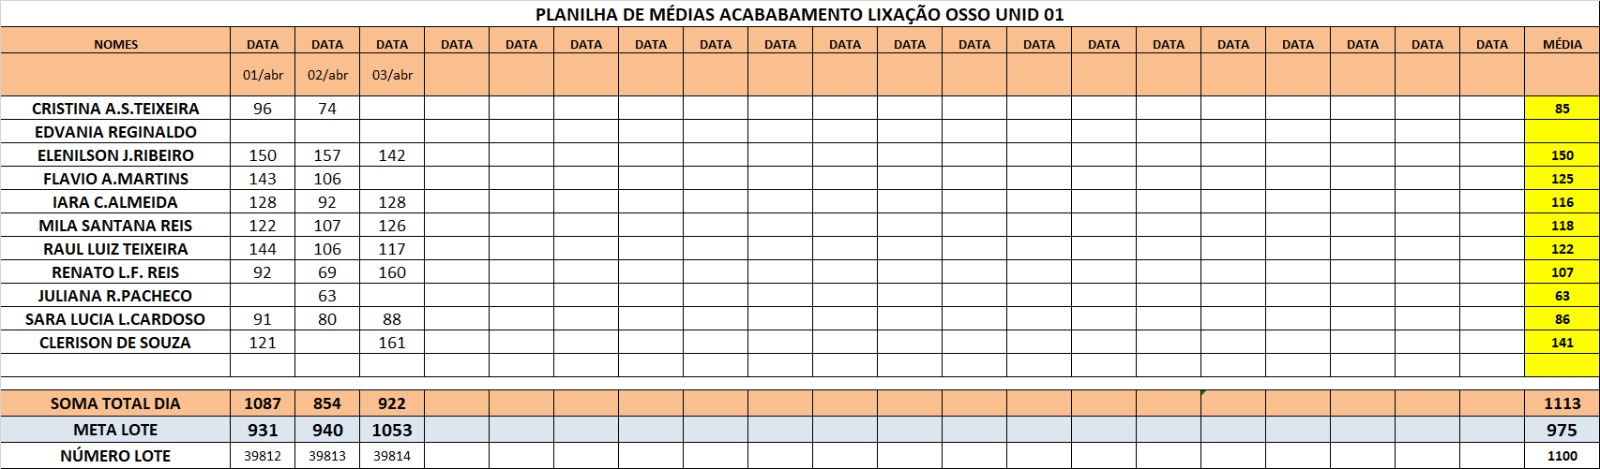 PLANILHA DE MÉDIAS ACABABAMENTO LIXAÇÃO OSSO UNID 01
NOMES DATA DATA DATA DATA DATA DATA DATA DATA DATA DATA DATA DATA DATA DATA DATA DATA DATA DATA DATA DATA MÉDIA
01/abr 02/abr 03/abr
CRISTINA A.S.TEIXEIRA 96 74 85
EDVANIA REGINALDO
ELENILSON J.RIBEIRO 150 157 142 150
FLAVIO A.MARTINS 143 106 125
IARA C.ALMEIDA 128 92 128 116
MILA SANTANA REIS 122 107 126 118
RAUL LUIZ TEIXEIRA 144 106 117 122
RENATO L.F. REIS 92 69 160 107
JULIANA R.PACHECO 63 63
SARA LUCIA L.CARDOSO 91 80 88 86
CLERISON DE SOUZA 121 161 141
SOMA TOTAL DIA 1087 854 922 1113
META LOTE 931 940 1053 975
NÚMERO LOTE 39812 39813 39814 1100